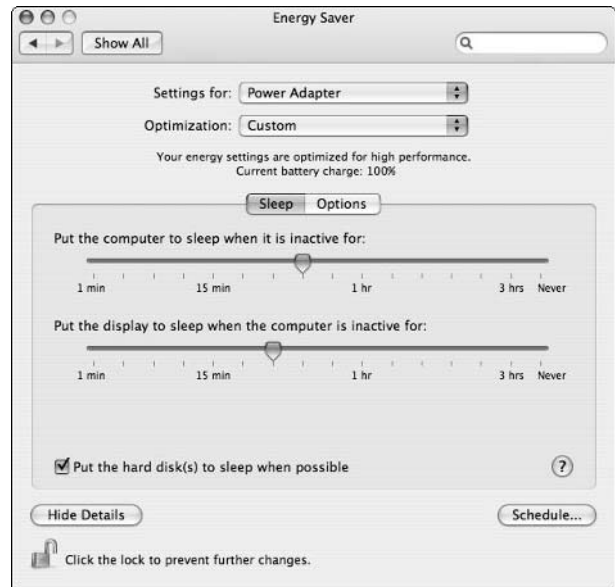 Energy Saver
Show All
Settings for: Power Adapter
Optimization: Custom
Your energy settings are optimized for high performance.
Current battery charge: 100%
Sleep Options
Put the computer to sleep when it is inactive for:
1 min 15 min 1 hr 3 hrs Never
Put the display to sleep when the computer is inactive for:
1 min 15 min 1 hr 3 hrs Never
Put the hard disk(s) to sleep when possible ?
Hide Details Schedule...
Click the lock to prevent further changes.